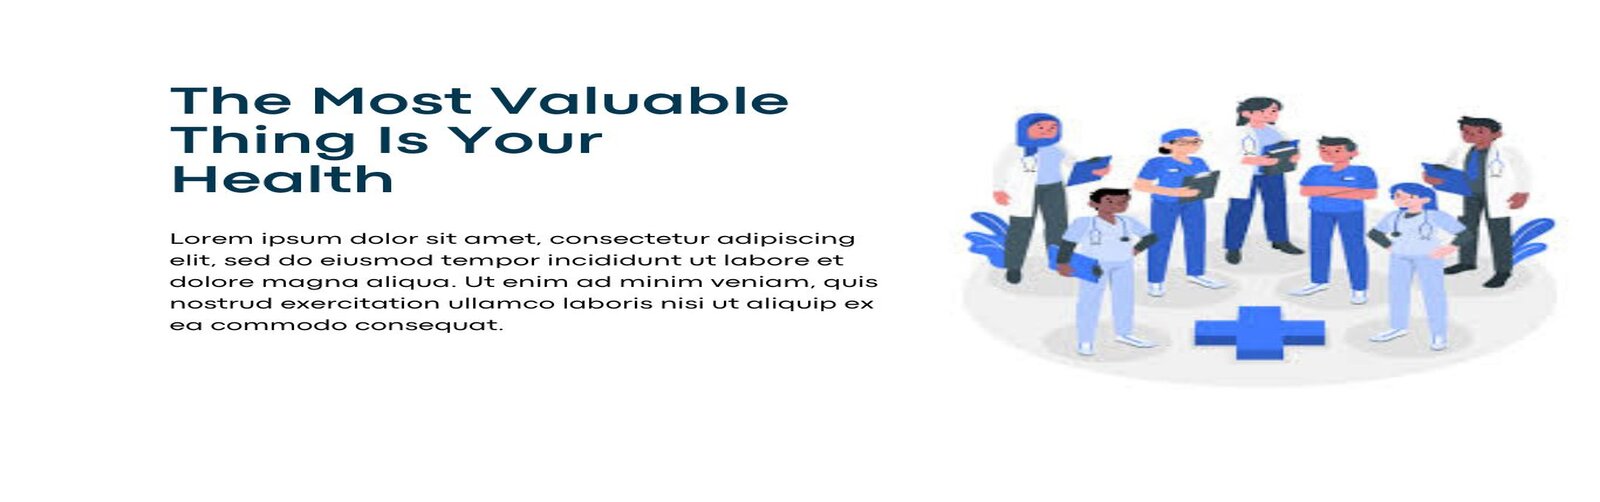 The Most Valuable
Thing Is Your
Health
Lorem ipsum dolor sit amet, consectetur adipiscing
elit, sed do eiusmod tempor incididunt ut labore et
dolore magna aliqua. Ut enim ad minim veniam, quis
nostrud exercitation ullamco laboris nisi ut aliquip ex
ea commodo consequat.